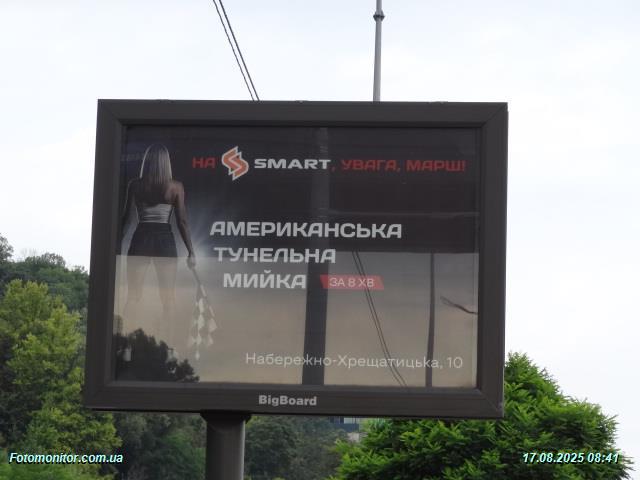 НА SMART, УВАГА, МАРШ!
АМЕРИКАНСЬКА
ТУНЕЛЬНА
МИЙКА ЗА 8 ХВ
Набережно-Хрещатицька, 10
BigBoard
Fotomonitor.com.ua 17.08.2025 08:41